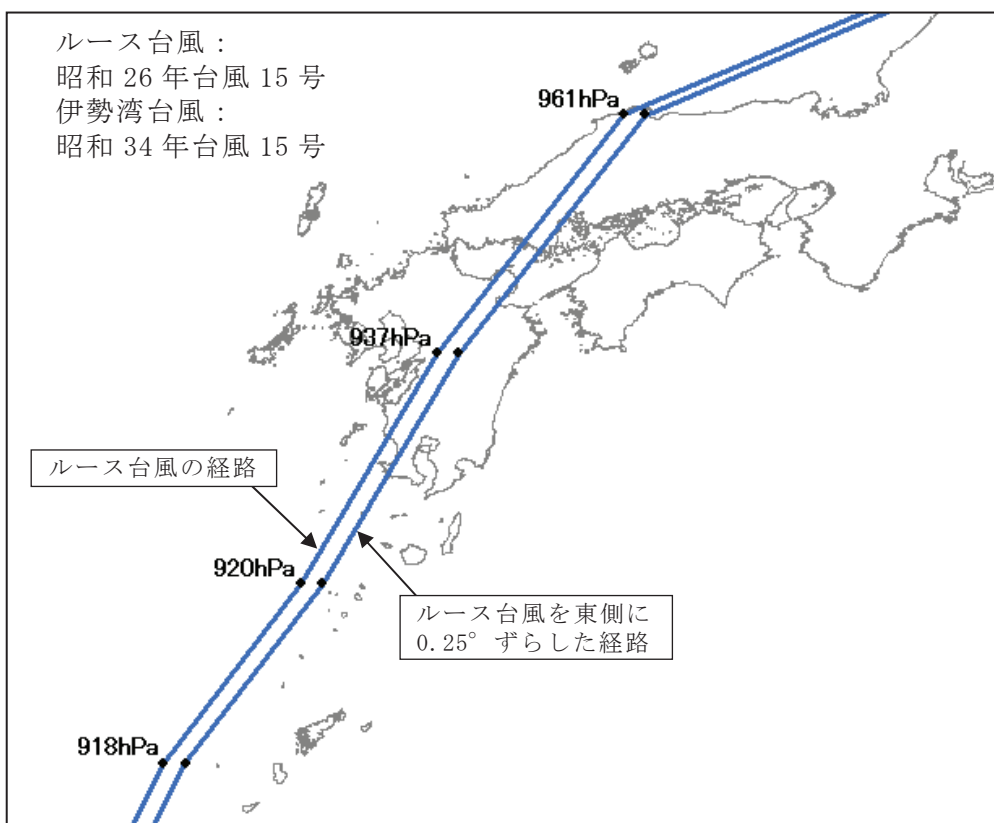 ルース台風：
昭和 26 年台風 15 号
伊勢湾台風：
昭和 34 年台風 15 号
961hPa
937hPa
ルース台風の経路
920hPa
ルース台風を東側に
0.25° ずらした経路
918hPa